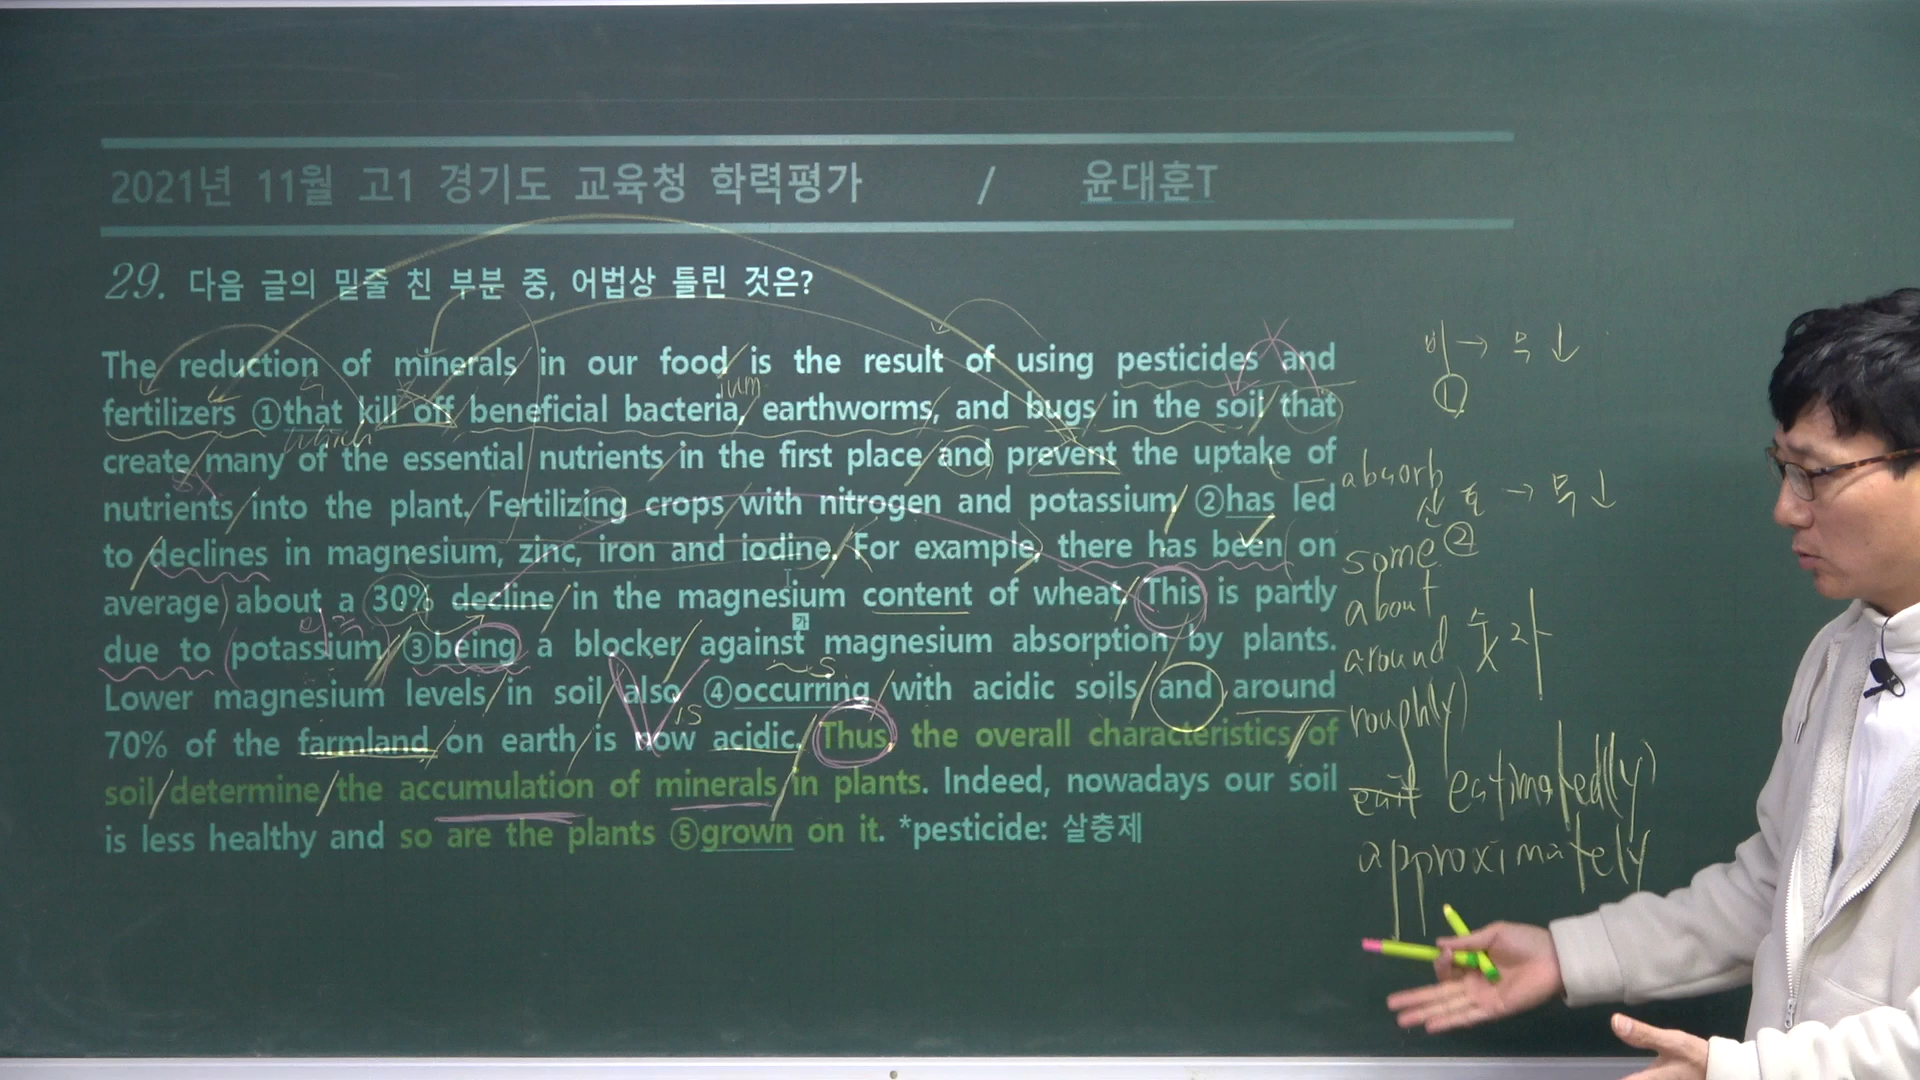 2021년 11월 고1 경기도 교육청 학력평가 / 윤대훈T
29. 다음 글의 밑줄 친 부분 중, 어법상 틀린 것은?
The reduction of minerals in our food is the result of using pesticides and
fertilizers ①that kill off beneficial bacteria, earthworms, and bugs in the soil that
create many of the essential nutrients in the first place and prevent the uptake of
nutrients into the plant. Fertilizing crops with nitrogen and potassium ②has led
to declines in magnesium, zinc, iron and iodine. For example, there has been on
average about a 30% decline in the magnesium content of wheat. This is partly
due to potassium ③being a blocker against magnesium absorption by plants.
Lower magnesium levels in soil also ④occurring with acidic soils and around
70% of the farmland on earth is now acidic. Thus, the overall characteristics of
soil determine the accumulation of minerals in plants. Indeed, nowadays our soil
is less healthy and so are the plants ⑤grown on it. *pesticide: 살충제
ium
which
가
s
is
비 → 무 ↓
①
absorb
→ 무 ↓
②
some
about
around
roughly
estimatedly
approximately